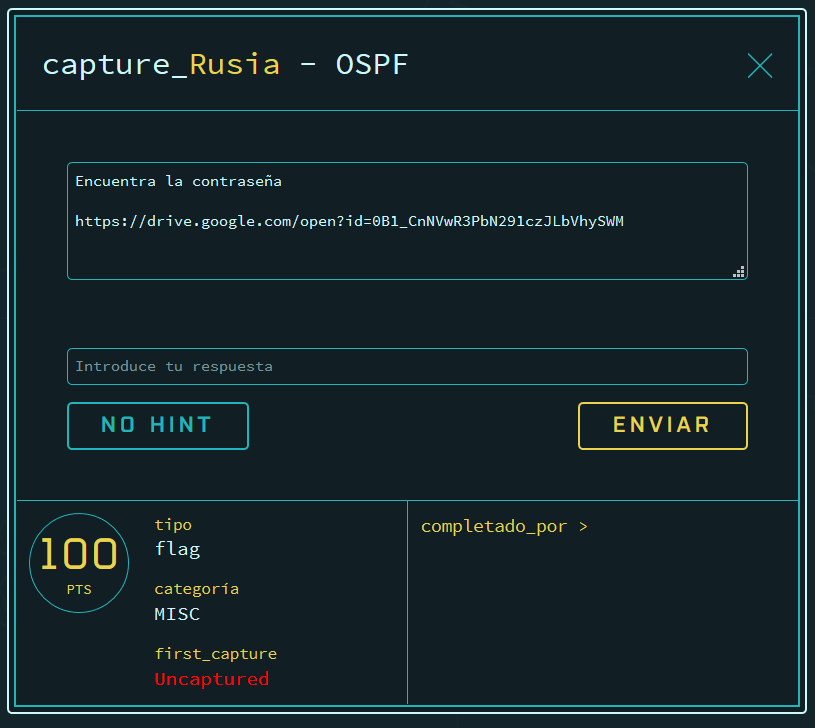 capture_Rusia - OSPF
Encuentra la contraseña
https://drive.google.com/open?id=0B1_CnNVwR3PbN291czJLbVhySWM
Introduce tu respuesta
NO HINT
ENVIAR
100
PTS
tipo
flag
categoría
MISC
first_capture
Uncaptured
completado_por >